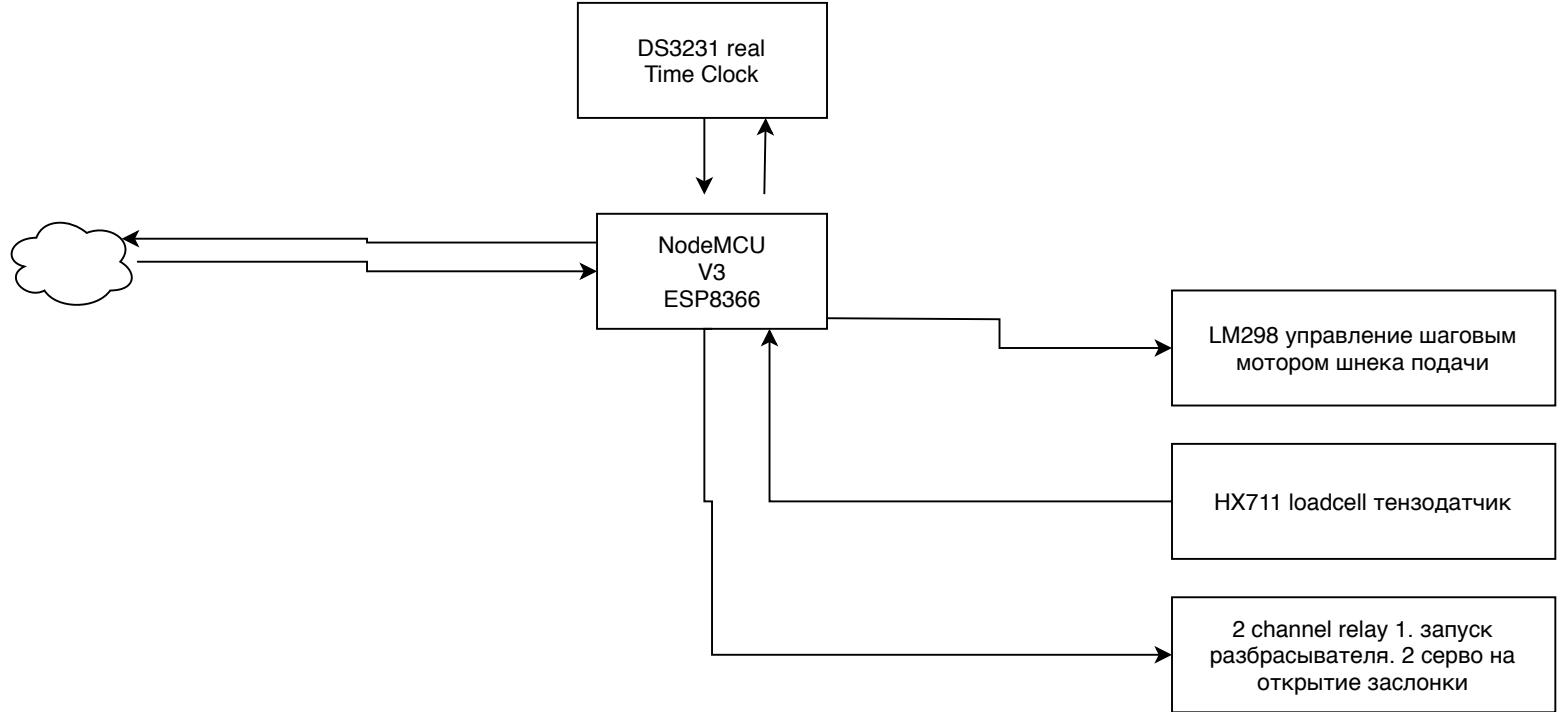 DS3231 real
Time Clock
NodeMCU
V3
ESP8366
LM298 управление шаговым
мотором шнека подачи
HX711 loadcell тензодатчик
2 channel relay 1. запуск
разбрасывателя. 2 серво на
открытие заслонки